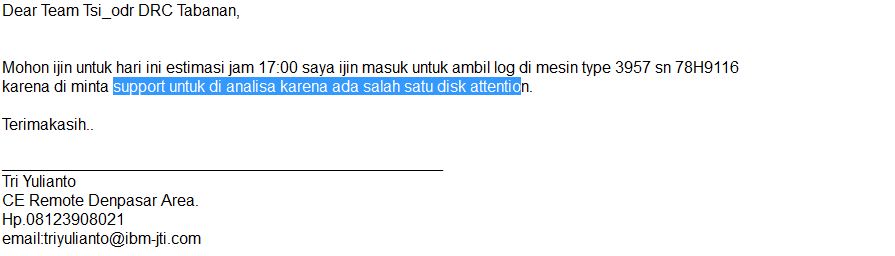 Dear Team Tsi_odr DRC Tabanan,
Mohon ijin untuk hari ini estimasi jam 17:00 saya ijin masuk untuk ambil log di mesin type 3957 sn 78H9116
karena di minta support untuk di analisa karena ada salah satu disk attention.
Terimakasih..
Tri Yulianto
CE Remote Denpasar Area.
Hp.08123908021
email:triyulianto@ibm-jti.com